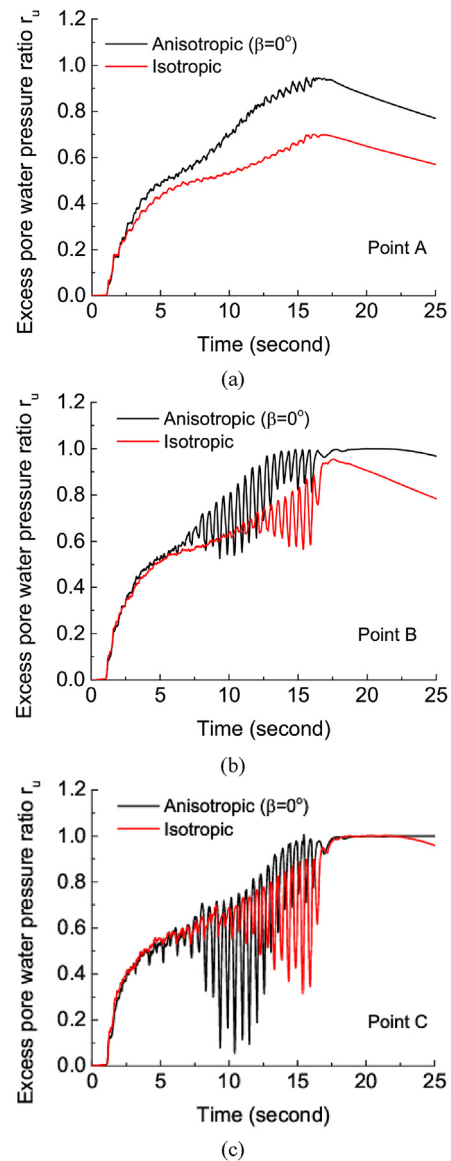 Anisotropic (β=0°)
Isotropic
1.2
1.0
0.8
0.6
0.4
0.2
0.0
Excess pore water pressure ratio r_u
Point A
0 5 10 15 20 25
Time (second)
(a)
Anisotropic (β=0°)
Isotropic
1.2
1.0
0.8
0.6
0.4
0.2
0.0
Excess pore water pressure ratio r_u
Point B
0 5 10 15 20 25
Time (second)
(b)
Anisotropic (β=0°)
Isotropic
1.2
1.0
0.8
0.6
0.4
0.2
0.0
Excess pore water pressure ratio r_u
Point C
0 5 10 15 20 25
Time (second)
(c)